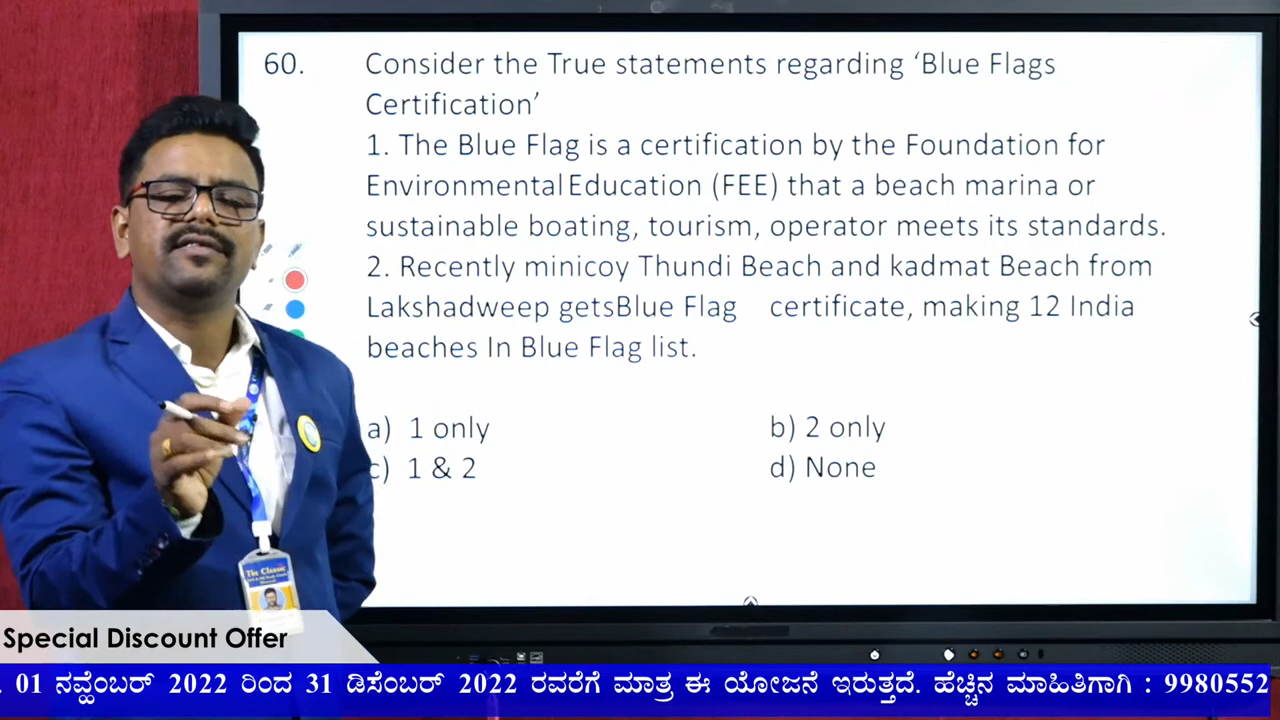 60. Consider the True statements regarding ‘Blue Flags
Certification’
1. The Blue Flag is a certification by the Foundation for
Environmental Education (FEE) that a beach marina or
sustainable boating, tourism, operator meets its standards.
2. Recently minicoy Thundi Beach and kadmat Beach from
Lakshadweep getsBlue Flag certificate, making 12 India
beaches In Blue Flag list.
a) 1 only b) 2 only
c) 1 & 2 d) None
The Classic
Special Discount Offer
. 01 ನವ್ಹೆಂಬರ್ 2022 ರಿಂದ 31 ಡಿಸೆಂಬರ್ 2022 ರವರೆಗೆ ಮಾತ್ರ ಈ ಯೋಜನೆ ಇರುತ್ತದೆ. ಹೆಚ್ಚಿನ ಮಾಹಿತಿಗಾಗಿ : 9980552